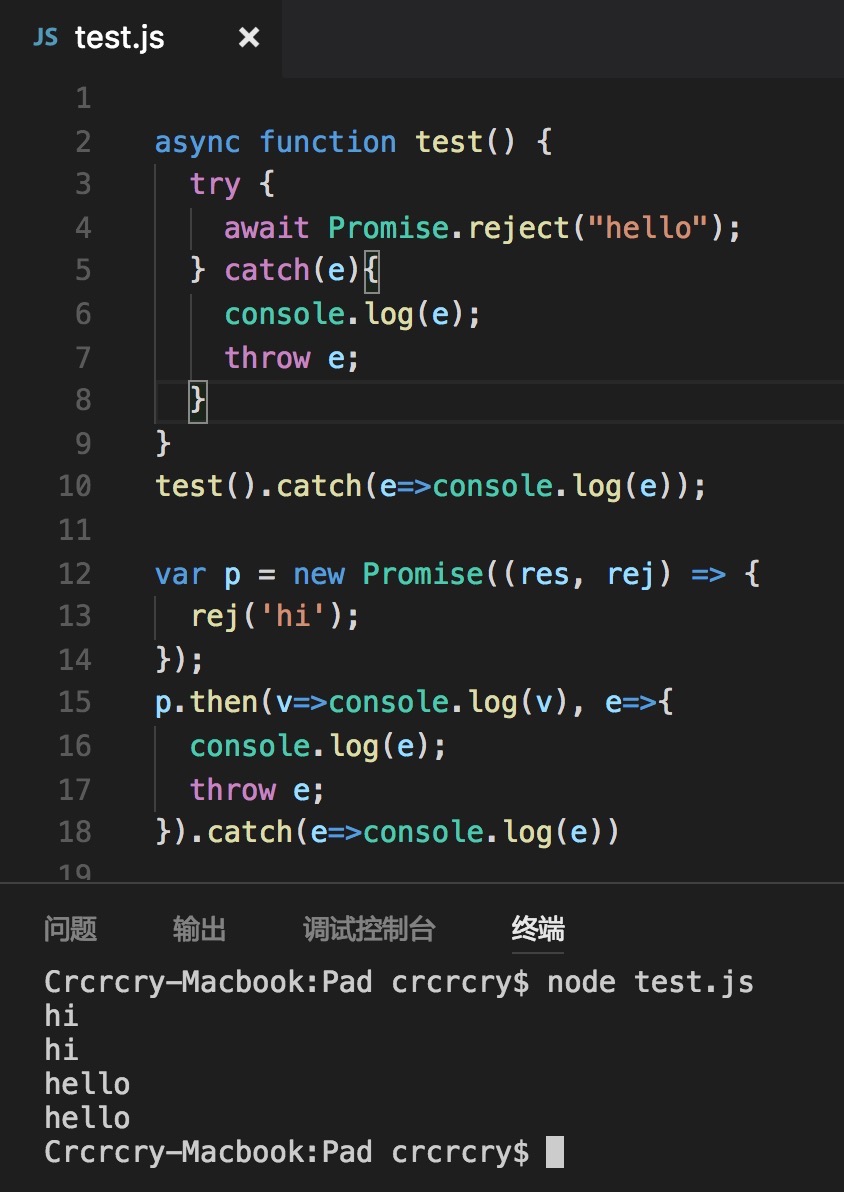 JS test.js ×
1
2 async function test() {
3 try {
4 await Promise.reject("hello");
5 } catch(e){
6 console.log(e);
7 throw e;
8 }
9 }
10 test().catch(e=>console.log(e));
11
12 var p = new Promise((res, rej) => {
13 rej('hi');
14 });
15 p.then(v=>console.log(v), e=>{
16 console.log(e);
17 throw e;
18 }).catch(e=>console.log(e))
19
问题 输出 调试控制台 终端
Crcrcry-Macbook:Pad crcrcry$ node test.js
hi
hi
hello
hello
Crcrcry-Macbook:Pad crcrcry$